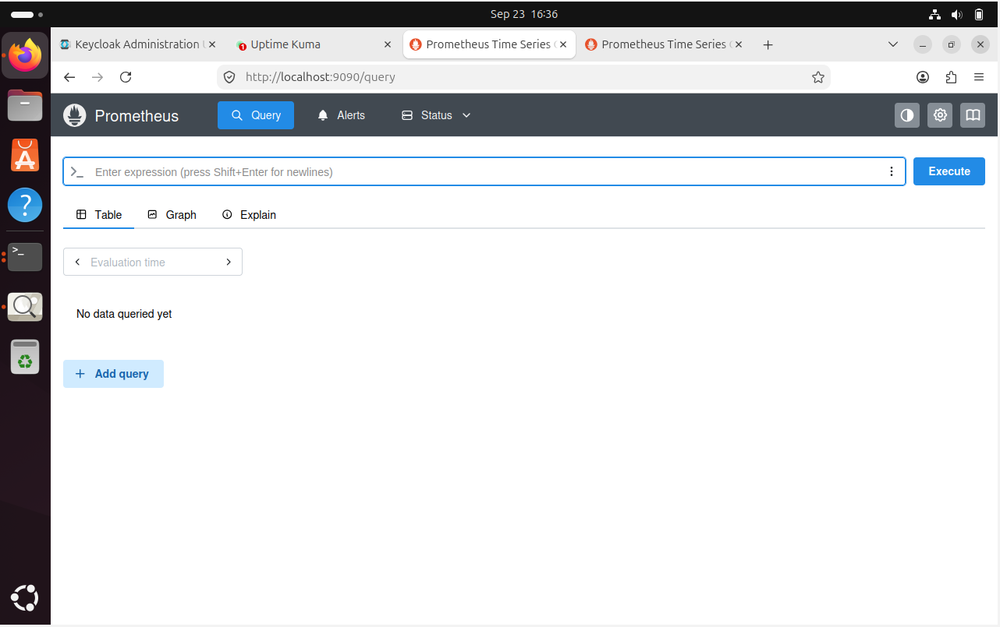 Sep 23 16:36
Keycloak Administration
1 Uptime Kuma
Prometheus Time Series
Prometheus Time Series
http://localhost:9090/query
Prometheus
Query
Alerts
Status
Enter expression (press Shift+Enter for newlines)
Execute
Table
Graph
Explain
Evaluation time
No data queried yet
Add query